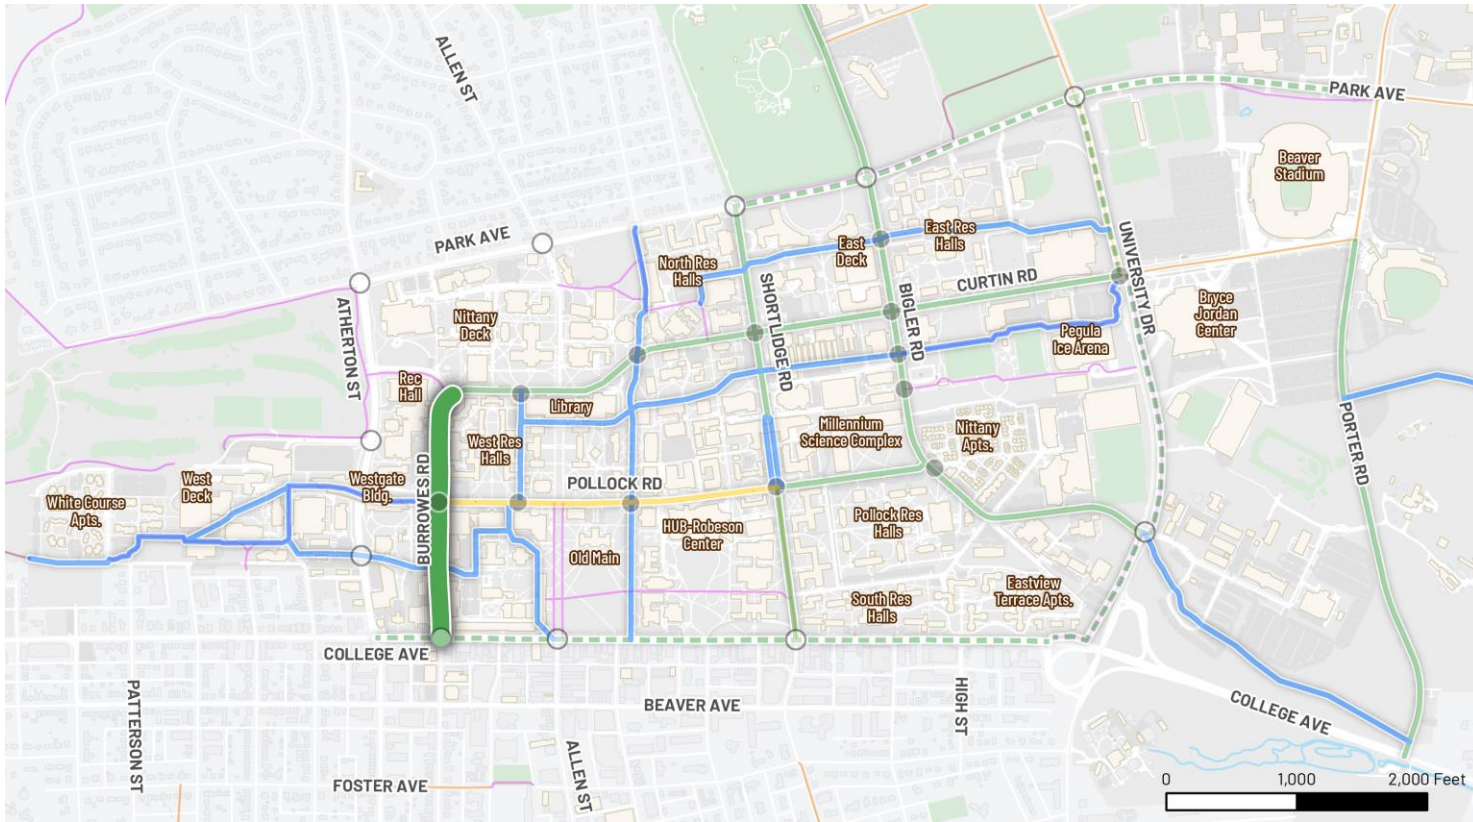 ALLEN ST
PARK AVE
Beaver
Stadium
PARK AVE
North Res
Halls
East
Deck
East Res
Halls
UNIVERSITY DR
CURTIN RD
SHORTLIDGE RD
BIGLER RD
ATHERTON ST
Nittany
Deck
Bryce
Jordan
Center
Pegula
Ice Arena
Rec
Hall
Library
West Res
Halls
Millennium
Science Complex
Nittany
Apts.
PORTER RD
West
Deck
Westgate
Bldg.
BURROWES RD
POLLOCK RD
White Course
Apts.
HUB-Robeson
Center
Pollock Res
Halls
Old Main
South Res
Halls
Eastview
Terrace Apts.
COLLEGE AVE
PATTERSON ST
BEAVER AVE
HIGH ST
COLLEGE AVE
ALLEN ST
FOSTER AVE
0 1,000 2,000 Feet